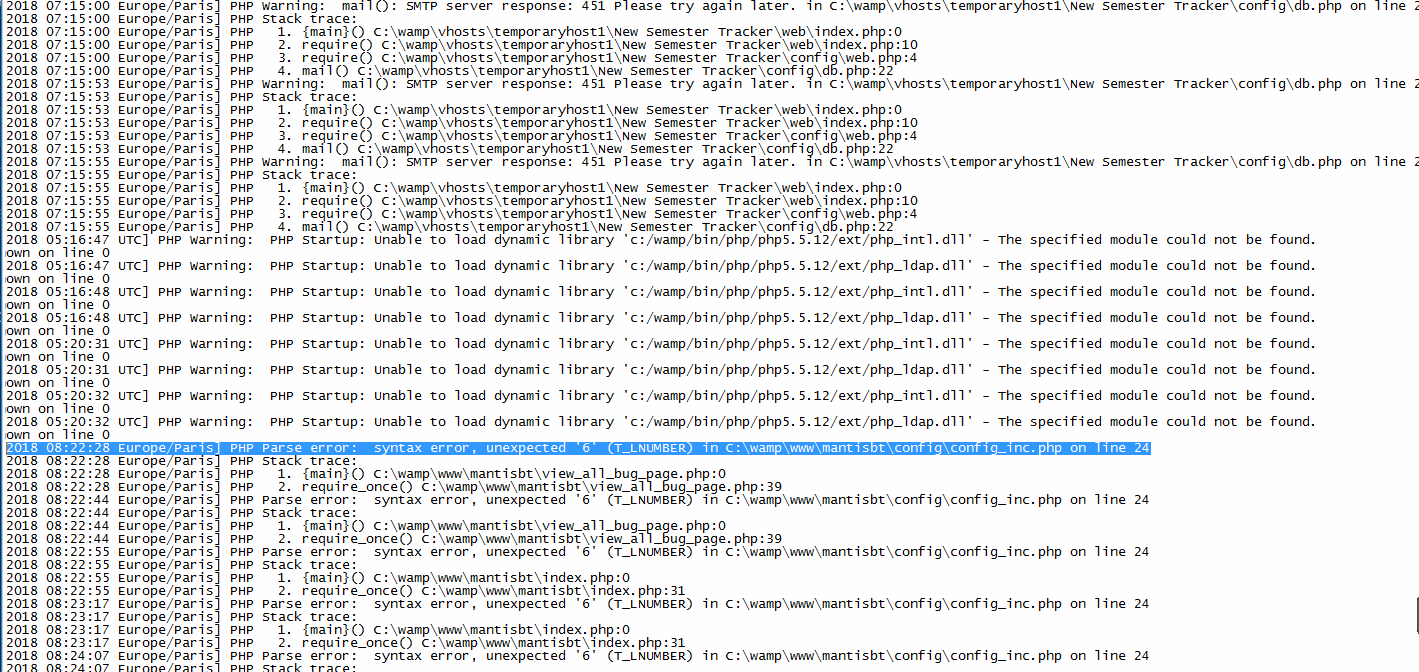 2018 07:15:00 Europe/Paris] PHP Warning:  mail(): SMTP server response: 451 Please try again later. in C:\wamp\vhosts\temporaryhost1\New Semester Tracker\config\db.php on line 2
2018 07:15:00 Europe/Paris] PHP Stack trace:
2018 07:15:00 Europe/Paris] PHP   1. {main}() C:\wamp\vhosts\temporaryhost1\New Semester Tracker\web\index.php:0
2018 07:15:00 Europe/Paris] PHP   2. require() C:\wamp\vhosts\temporaryhost1\New Semester Tracker\web\index.php:10
2018 07:15:00 Europe/Paris] PHP   3. require() C:\wamp\vhosts\temporaryhost1\New Semester Tracker\config\web.php:4
2018 07:15:00 Europe/Paris] PHP   4. mail() C:\wamp\vhosts\temporaryhost1\New Semester Tracker\config\db.php:22
2018 07:15:53 Europe/Paris] PHP Warning:  mail(): SMTP server response: 451 Please try again later. in C:\wamp\vhosts\temporaryhost1\New Semester Tracker\config\db.php on line 2
2018 07:15:53 Europe/Paris] PHP Stack trace:
2018 07:15:53 Europe/Paris] PHP   1. {main}() C:\wamp\vhosts\temporaryhost1\New Semester Tracker\web\index.php:0
2018 07:15:53 Europe/Paris] PHP   2. require() C:\wamp\vhosts\temporaryhost1\New Semester Tracker\web\index.php:10
2018 07:15:53 Europe/Paris] PHP   3. require() C:\wamp\vhosts\temporaryhost1\New Semester Tracker\config\web.php:4
2018 07:15:53 Europe/Paris] PHP   4. mail() C:\wamp\vhosts\temporaryhost1\New Semester Tracker\config\db.php:22
2018 07:15:55 Europe/Paris] PHP Warning:  mail(): SMTP server response: 451 Please try again later. in C:\wamp\vhosts\temporaryhost1\New Semester Tracker\config\db.php on line 2
2018 07:15:55 Europe/Paris] PHP Stack trace:
2018 07:15:55 Europe/Paris] PHP   1. {main}() C:\wamp\vhosts\temporaryhost1\New Semester Tracker\web\index.php:0
2018 07:15:55 Europe/Paris] PHP   2. require() C:\wamp\vhosts\temporaryhost1\New Semester Tracker\web\index.php:10
2018 07:15:55 Europe/Paris] PHP   3. require() C:\wamp\vhosts\temporaryhost1\New Semester Tracker\config\web.php:4
2018 07:15:55 Europe/Paris] PHP   4. mail() C:\wamp\vhosts\temporaryhost1\New Semester Tracker\config\db.php:22
2018 05:16:47 UTC] PHP Warning:  PHP Startup: Unable to load dynamic library 'c:/wamp/bin/php/php5.5.12/ext/php_intl.dll' - The specified module could not be found.
own on line 0
2018 05:16:47 UTC] PHP Warning:  PHP Startup: Unable to load dynamic library 'c:/wamp/bin/php/php5.5.12/ext/php_ldap.dll' - The specified module could not be found.
own on line 0
2018 05:16:48 UTC] PHP Warning:  PHP Startup: Unable to load dynamic library 'c:/wamp/bin/php/php5.5.12/ext/php_intl.dll' - The specified module could not be found.
own on line 0
2018 05:16:48 UTC] PHP Warning:  PHP Startup: Unable to load dynamic library 'c:/wamp/bin/php/php5.5.12/ext/php_ldap.dll' - The specified module could not be found.
own on line 0
2018 05:20:31 UTC] PHP Warning:  PHP Startup: Unable to load dynamic library 'c:/wamp/bin/php/php5.5.12/ext/php_intl.dll' - The specified module could not be found.
own on line 0
2018 05:20:31 UTC] PHP Warning:  PHP Startup: Unable to load dynamic library 'c:/wamp/bin/php/php5.5.12/ext/php_ldap.dll' - The specified module could not be found.
own on line 0
2018 05:20:32 UTC] PHP Warning:  PHP Startup: Unable to load dynamic library 'c:/wamp/bin/php/php5.5.12/ext/php_intl.dll' - The specified module could not be found.
own on line 0
2018 05:20:32 UTC] PHP Warning:  PHP Startup: Unable to load dynamic library 'c:/wamp/bin/php/php5.5.12/ext/php_ldap.dll' - The specified module could not be found.
own on line 0
2018 08:22:28 Europe/Paris] PHP Parse error:  syntax error, unexpected '6' (T_LNUMBER) in C:\wamp\www\mantisbt\config\config_inc.php on line 24
2018 08:22:28 Europe/Paris] PHP Stack trace:
2018 08:22:28 Europe/Paris] PHP   1. {main}() C:\wamp\www\mantisbt\view_all_bug_page.php:0
2018 08:22:28 Europe/Paris] PHP   2. require_once() C:\wamp\www\mantisbt\view_all_bug_page.php:39
2018 08:22:44 Europe/Paris] PHP Parse error:  syntax error, unexpected '6' (T_LNUMBER) in C:\wamp\www\mantisbt\config\config_inc.php on line 24
2018 08:22:44 Europe/Paris] PHP Stack trace:
2018 08:22:44 Europe/Paris] PHP   1. {main}() C:\wamp\www\mantisbt\view_all_bug_page.php:0
2018 08:22:44 Europe/Paris] PHP   2. require_once() C:\wamp\www\mantisbt\view_all_bug_page.php:39
2018 08:22:55 Europe/Paris] PHP Parse error:  syntax error, unexpected '6' (T_LNUMBER) in C:\wamp\www\mantisbt\config\config_inc.php on line 24
2018 08:22:55 Europe/Paris] PHP Stack trace:
2018 08:22:55 Europe/Paris] PHP   1. {main}() C:\wamp\www\mantisbt\index.php:0
2018 08:22:55 Europe/Paris] PHP   2. require_once() C:\wamp\www\mantisbt\index.php:31
2018 08:23:17 Europe/Paris] PHP Parse error:  syntax error, unexpected '6' (T_LNUMBER) in C:\wamp\www\mantisbt\config\config_inc.php on line 24
2018 08:23:17 Europe/Paris] PHP Stack trace:
2018 08:23:17 Europe/Paris] PHP   1. {main}() C:\wamp\www\mantisbt\index.php:0
2018 08:23:17 Europe/Paris] PHP   2. require_once() C:\wamp\www\mantisbt\index.php:31
2018 08:24:07 Europe/Paris] PHP Parse error:  syntax error, unexpected '6' (T_LNUMBER) in C:\wamp\www\mantisbt\config\config_inc.php on line 24
2018 08:24:07 Europe/Paris] PHP Stack trace: